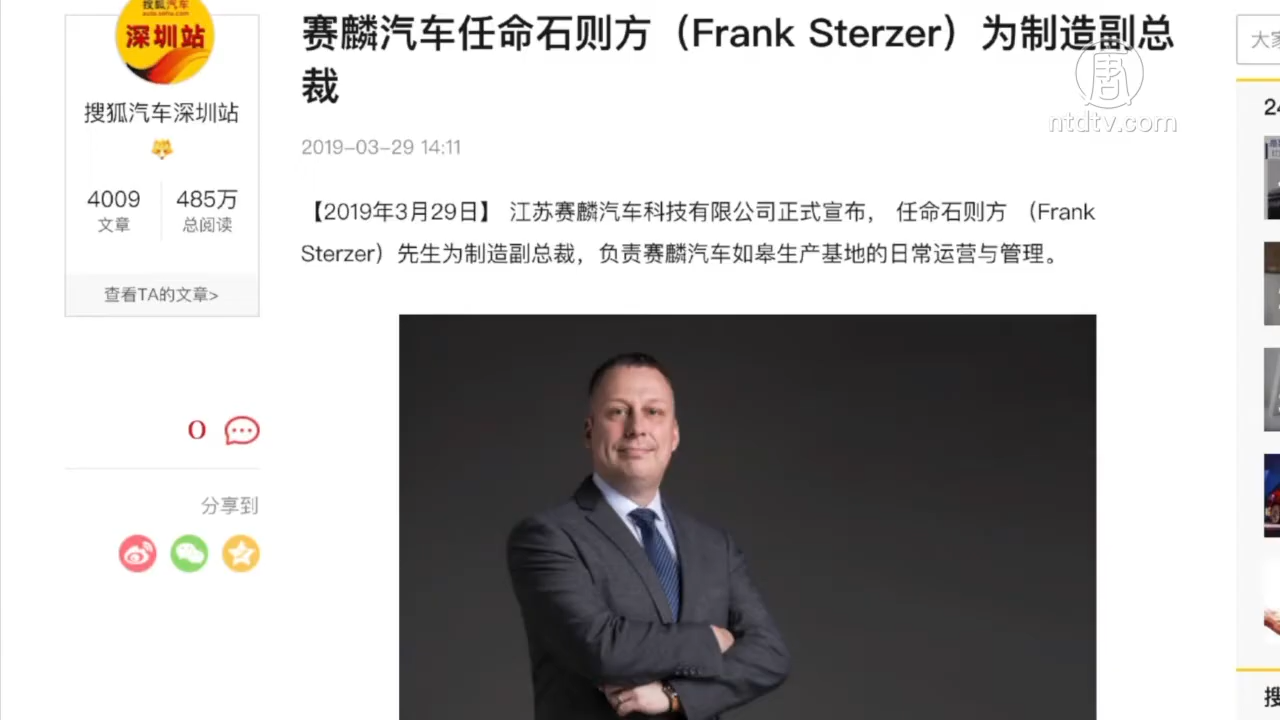 搜狐汽车
auto.sohu.com
深圳站
搜狐汽车深圳站
4009
文章
485万
总阅读
查看TA的文章>
0
分享到
赛麟汽车任命石则方（Frank Sterzer）为制造副总
裁
2019-03-29 14:11
【2019年3月29日】 江苏赛麟汽车科技有限公司正式宣布， 任命石则方 （Frank
Sterzer）先生为制造副总裁，负责赛麟汽车如皋生产基地的日常运营与管理。
唐
ntdtv.com
大家
24
搜